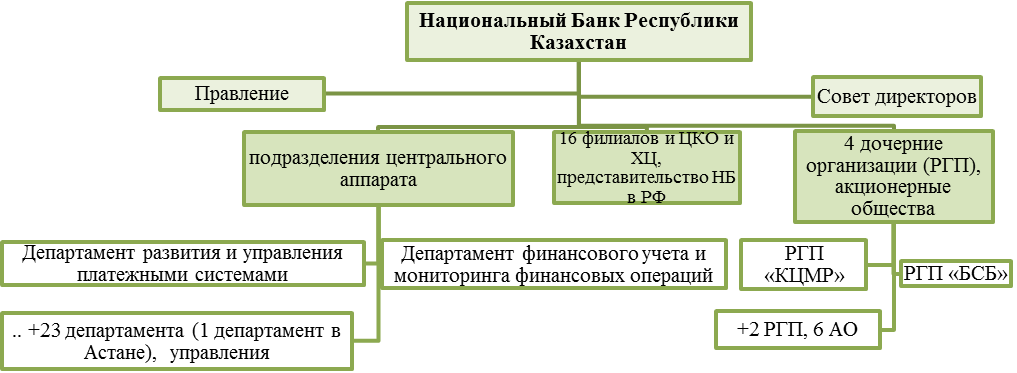 Национальный Банк Республики
Казахстан
Правление
Совет директоров
подразделения центрального
аппарата
16 филиалов и ЦКО и
ХЦ,
представительство НБ
в РФ
4 дочерние
организации (РГП),
акционерные
общества
Департамент развития и управления
платежными системами
Департамент финансового учета и
мониторинга финансовых операций
РГП
«КЦМР»
РГП «БСБ»
.. +23 департамента (1 департамент в
Астане), управления
+2 РГП, 6 АО